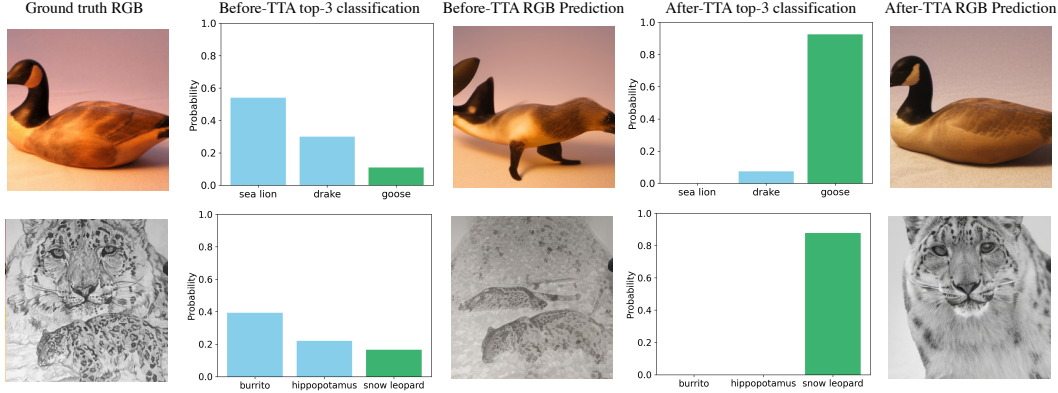 Ground truth RGB
Before-TTA top-3 classification
Before-TTA RGB Prediction
After-TTA top-3 classification
After-TTA RGB Prediction
Probability
1.0
0.8
0.6
0.4
0.2
0.0
sea lion drake goose
Probability
1.0
0.8
0.6
0.4
0.2
0.0
sea lion drake goose
Probability
1.0
0.8
0.6
0.4
0.2
0.0
burrito hippopotamus snow leopard
Probability
1.0
0.8
0.6
0.4
0.2
0.0
burrito hippopotamus snow leopard